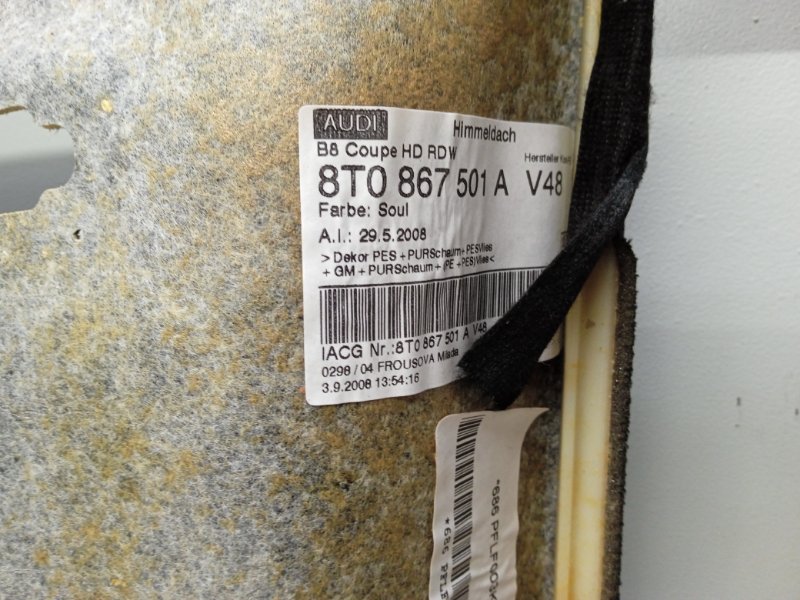 AUDI Himmeldach
B8 Coupe HD RDW Hersteller
8T0 867 501 A V48
Farbe: Soul
A.I.: 29.5.2008
> Dekor PES + PURSchaum + PESVlies
+ GM + PURSchaum + (PE + PES)Vlies <
IACG Nr.:8T0 867 501 A V48
0298 / 04 FROUSOVA Milada
3.9.2008 13:54:16